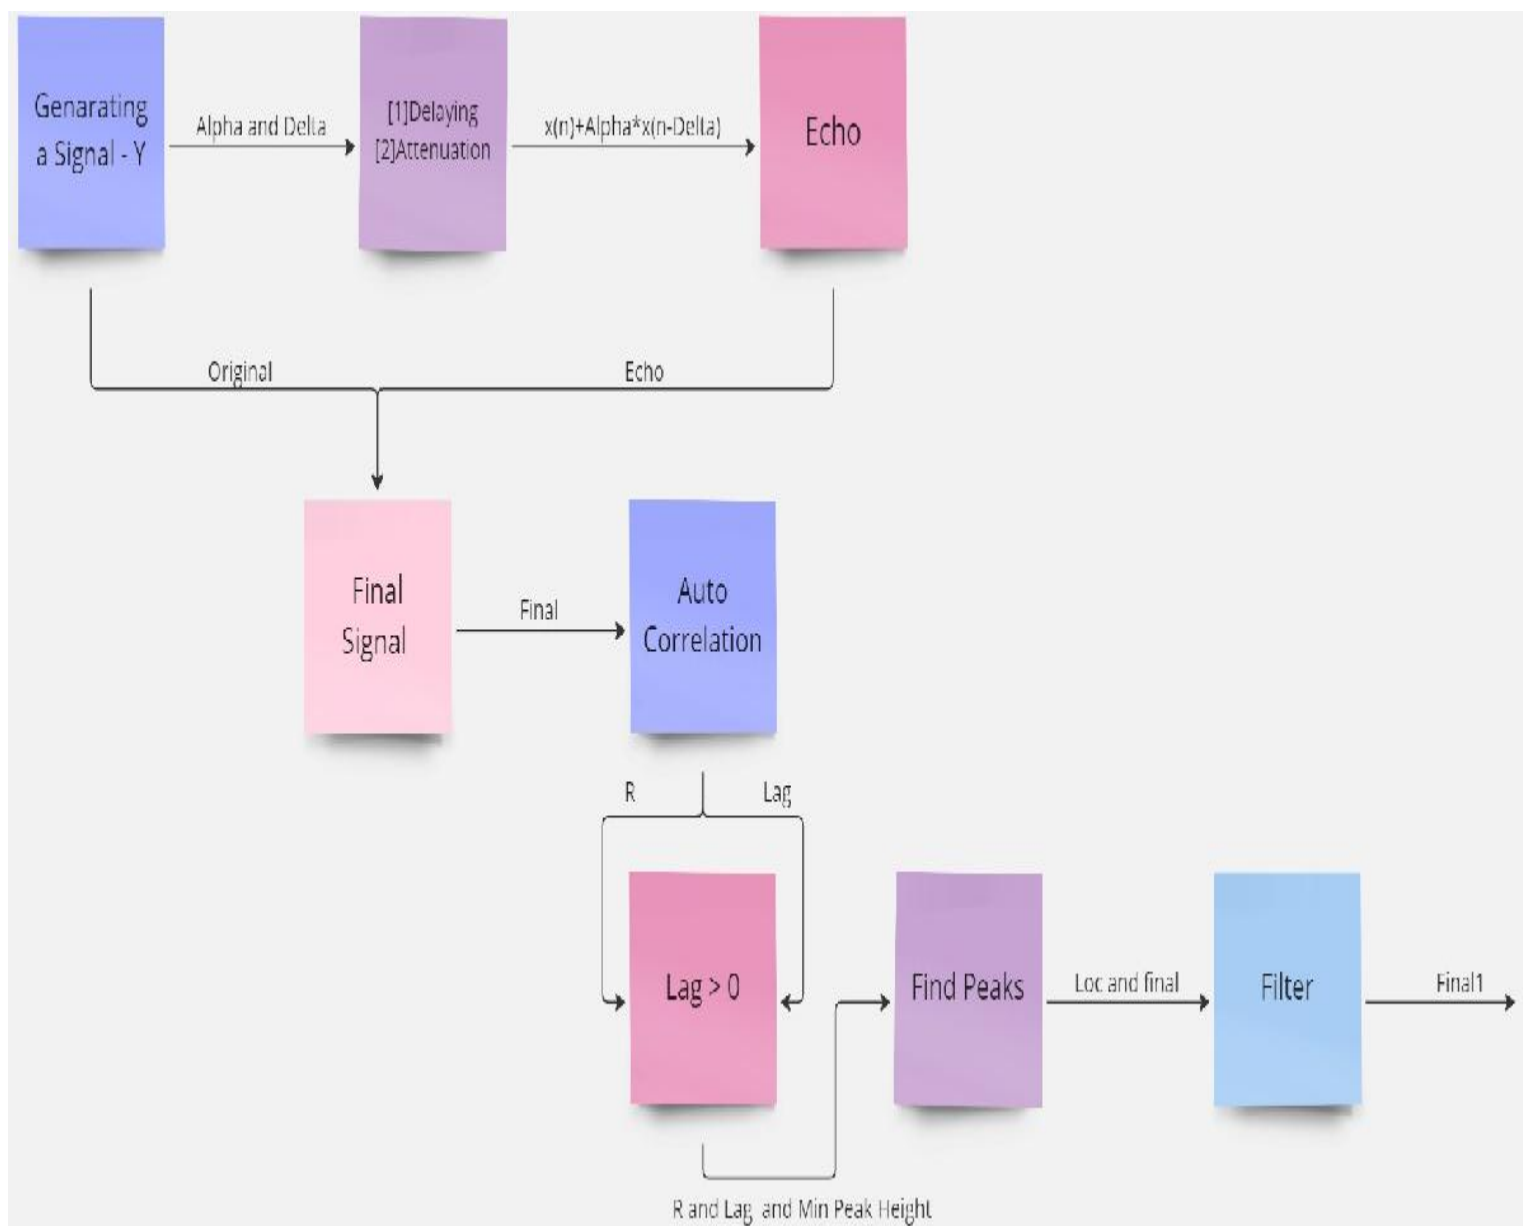 Genarating
a Signal - Y
Alpha and Delta
[1]Delaying
[2]Attenuation
x(n)+Alpha*x(n-Delta)
Echo
Original
Echo
Final
Signal
Final
Auto
Correlation
R
Lag
Lag > 0
Find Peaks
Loc and final
Filter
Final1
R and Lag and Min Peak Height